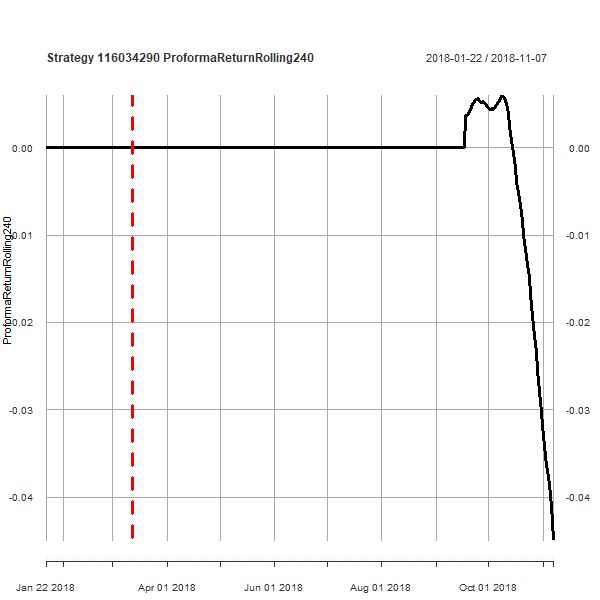 Strategy 116034290 ProformaReturnRolling240
2018-01-22 / 2018-11-07
ProformaReturnRolling240
0.00 0.00
-0.01 -0.01
-0.02 -0.02
-0.03 -0.03
-0.04 -0.04
Jan 22 2018 Apr 01 2018 Jun 01 2018 Aug 01 2018 Oct 01 2018